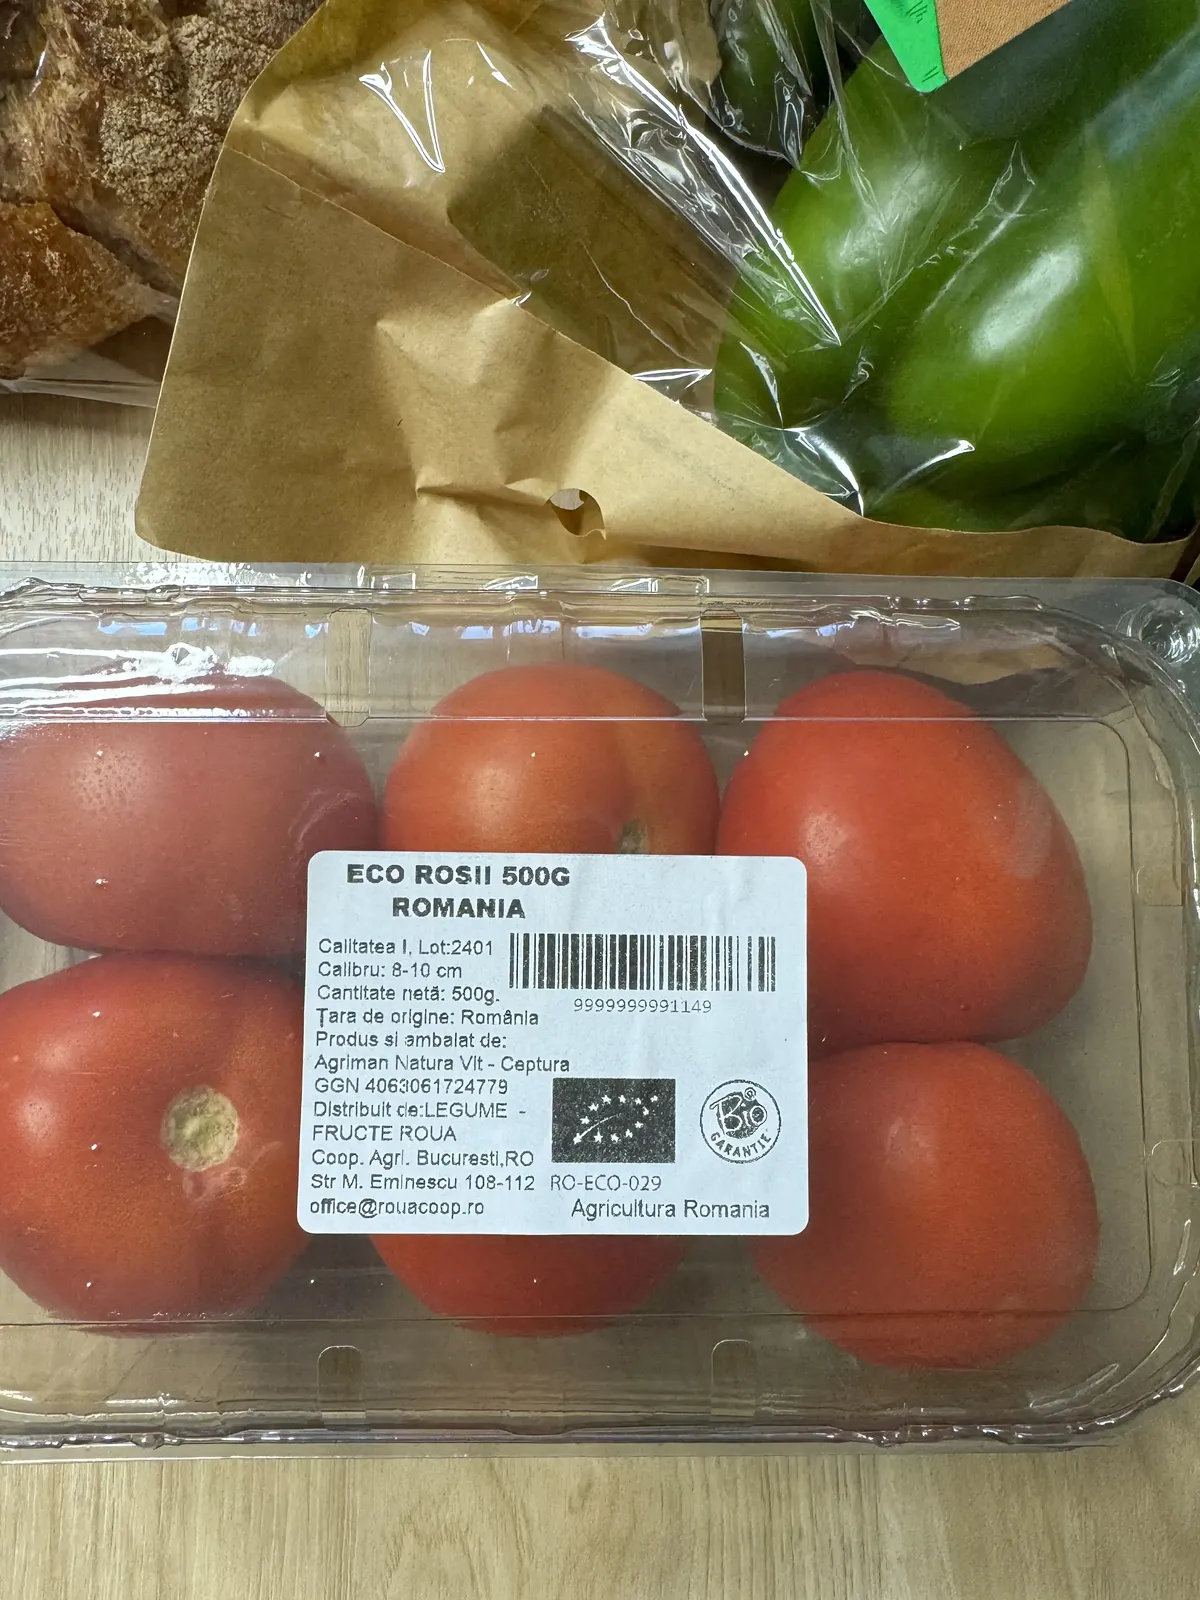 ECO ROSII 500G
ROMANIA
Calitatea I, Lot:2401
Calibru: 8-10 cm
Cantitate netă: 500g.
9999999991149
Țara de origine: România
Produs si ambalat de:
Agriman Natura Vit - Ceptura
GGN 4063061724779
Distribuit de:LEGUME -
FRUCTE ROUA
Coop. Agri. Bucuresti,RO
Str M. Eminescu 108-112
office@rouacoop.ro
Bio
GARANTIE
RO-ECO-029
Agricultura Romania